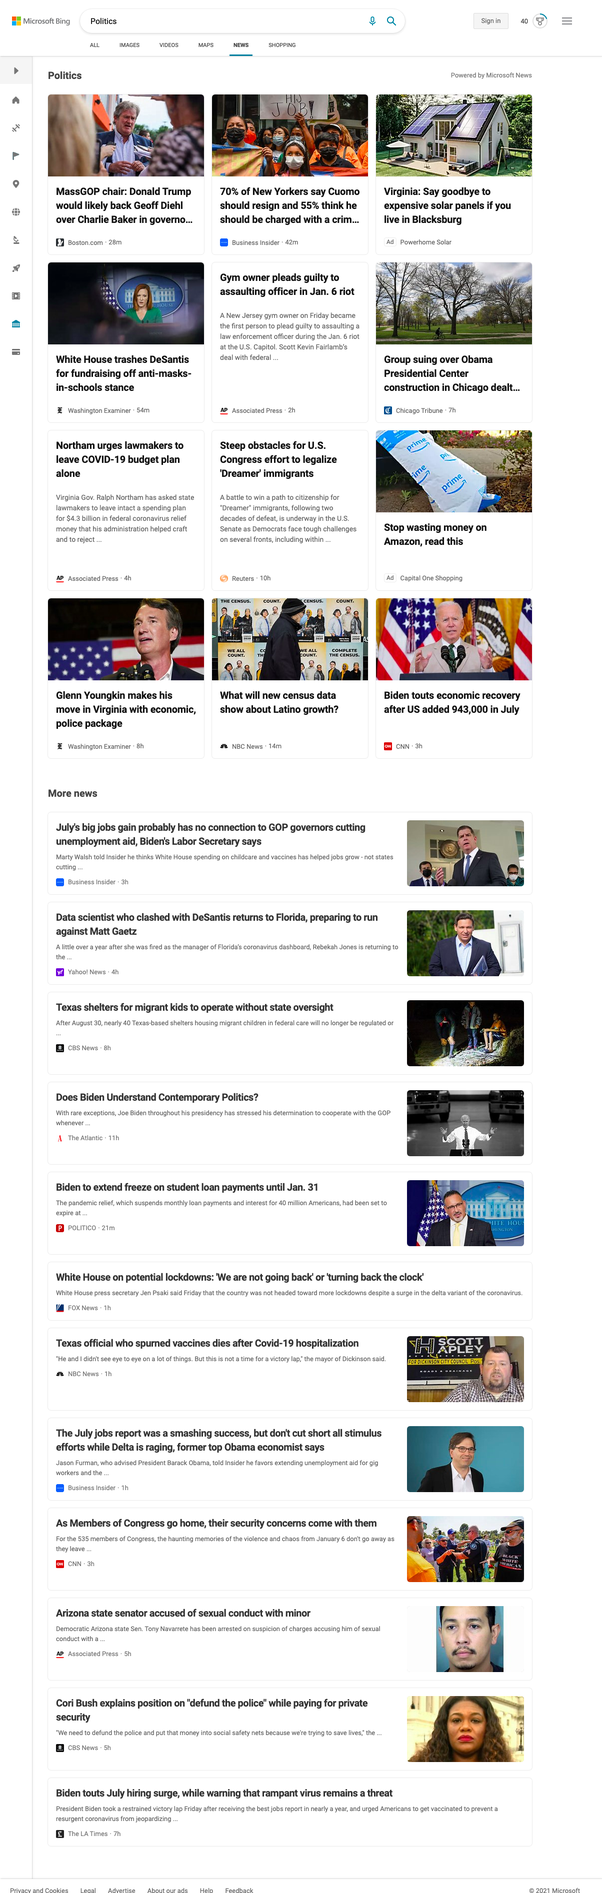 Microsoft Bing
Politics
Sign in
40
ALL
IMAGES
VIDEOS
MAPS
NEWS
SHOPPING
Politics
Powered by Microsoft News
HIS
JOB!
MassGOP chair: Donald Trump
would likely back Geoff Diehl
over Charlie Baker in governo...
Boston.com · 28m
70% of New Yorkers say Cuomo
should resign and 55% think he
should be charged with a crim...
Business Insider · 42m
Virginia: Say goodbye to
expensive solar panels if you
live in Blacksburg
Ad Powerhome Solar
White House trashes DeSantis
for fundraising off anti-masks-
in-schools stance
Washington Examiner · 54m
Gym owner pleads guilty to
assaulting officer in Jan. 6 riot
A New Jersey gym owner on Friday became
the first person to plead guilty to assaulting a
law enforcement officer during the Jan. 6 riot
at the U.S. Capitol. Scott Kevin Fairlamb's
deal with federal ...
AP Associated Press · 2h
Group suing over Obama
Presidential Center
construction in Chicago dealt...
Chicago Tribune · 7h
Northam urges lawmakers to
leave COVID-19 budget plan
alone
Virginia Gov. Ralph Northam has asked state
lawmakers to leave intact a spending plan
for $4.3 billion in federal coronavirus relief
money that his administration helped craft
and to reject ...
AP Associated Press · 4h
Steep obstacles for U.S.
Congress effort to legalize
'Dreamer' immigrants
A battle to win a path to citizenship for
"Dreamer" immigrants, following two
decades of defeat, is underway in the U.S.
Senate as Democrats face tough challenges
on several fronts, including within ...
Reuters · 10h
prime
prime
prime
Stop wasting money on
Amazon, read this
Ad Capital One Shopping
Glenn Youngkin makes his
move in Virginia with economic,
police package
Washington Examiner · 8h
THE CENSUS.
COUNT.
COUNT.
WE ALL
COUNT.
COMPLETE
THE CENSUS
What will new census data
show about Latino growth?
NBC News · 14m
Biden touts economic recovery
after US added 943,000 in July
CNN · 3h
More news
July's big jobs gain probably has no connection to GOP governors cutting
unemployment aid, Biden's Labor Secretary says
Marty Walsh told Insider he thinks White House spending on childcare and vaccines has helped jobs grow - not states
cutting ...
Business Insider · 3h
Data scientist who clashed with DeSantis returns to Florida, preparing to run
against Matt Gaetz
A little over a year after she was fired as the manager of Florida's coronavirus dashboard, Rebekah Jones is returning to
the ...
Yahoo! News · 4h
Texas shelters for migrant kids to operate without state oversight
After August 30, nearly 40 Texas-based shelters housing migrant children in federal care will no longer be regulated or
...
CBS News · 8h
Does Biden Understand Contemporary Politics?
With rare exceptions, Joe Biden throughout his presidency has stressed his determination to cooperate with the GOP
whenever ...
The Atlantic · 11h
Biden to extend freeze on student loan payments until Jan. 31
The pandemic relief, which suspends monthly loan payments and interest for 40 million Americans, had been set to
expire at ...
POLITICO · 21m
White House on potential lockdowns: 'We are not going back' or 'turning back the clock'
White House press secretary Jen Psaki said Friday that the country was not headed toward more lockdowns despite a surge in the delta variant of the coronavirus.
FOX News · 1h
Texas official who spurned vaccines dies after Covid-19 hospitalization
"He and I didn't see eye to eye on a lot of things. But this is not a time for a victory lap," the mayor of Dickinson said.
NBC News · 1h
SCOTT
APLEY
FOR DICKINSON CITY COUNCIL
The July jobs report was a smashing success, but don't cut short all stimulus
efforts while Delta is raging, former top Obama economist says
Jason Furman, who advised President Barack Obama, told Insider he favors extending unemployment aid for gig
workers and the ...
Business Insider · 1h
As Members of Congress go home, their security concerns come with them
For the 535 members of Congress, the haunting memories of the violence and chaos from January 6 don't go away as
they leave ...
CNN · 3h
Arizona state senator accused of sexual conduct with minor
Democratic Arizona state Sen. Tony Navarrete has been arrested on suspicion of charges accusing him of sexual
conduct with a ...
AP Associated Press · 5h
Cori Bush explains position on "defund the police" while paying for private
security
"We need to defund the police and put that money into social safety nets because we're trying to save lives," the ...
CBS News · 5h
Biden touts July hiring surge, while warning that rampant virus remains a threat
President Biden took a restrained victory lap Friday after receiving the best jobs report in nearly a year, and urged Americans to get vaccinated to prevent a
resurgent coronavirus from jeopardizing ...
The LA Times · 7h
Privacy and Cookies
Legal
Advertise
About our ads
Help
Feedback
© 2021 Microsoft